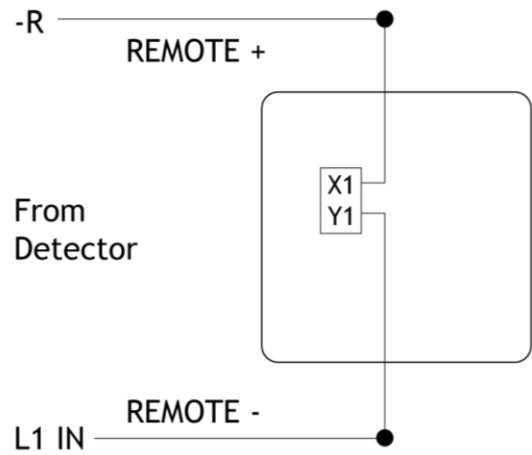 -R
REMOTE +
X1
Y1
From
Detector
REMOTE -
L1 IN